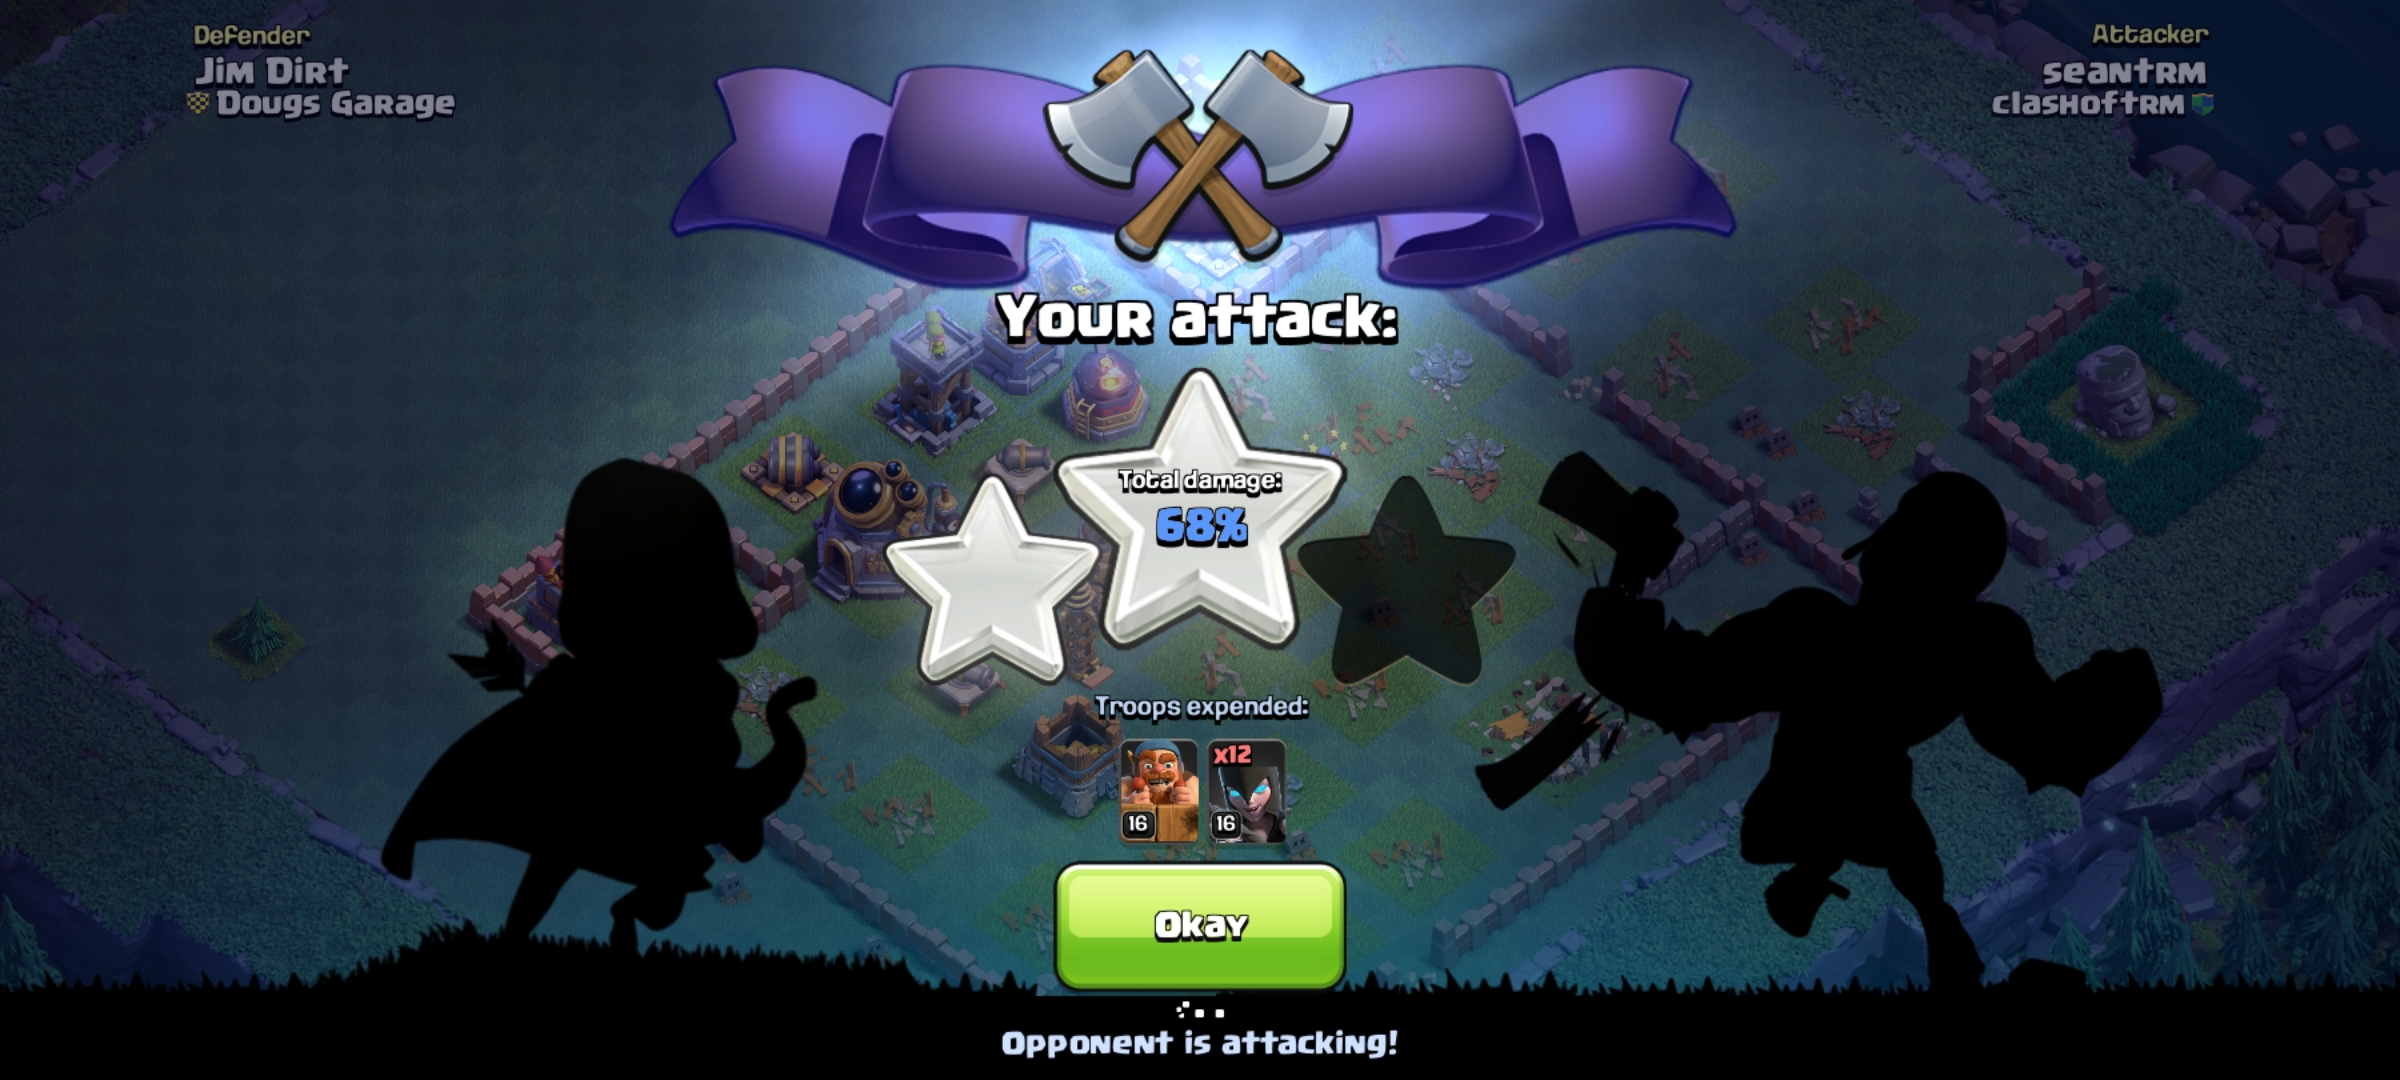 Defender
Jim Dirt
Dougs Garage
Attacker
seantrm
clashoftrm
Your attack:
Total damage:
68%
Troops expended:
16
x12
16
Okay
Opponent is attacking!